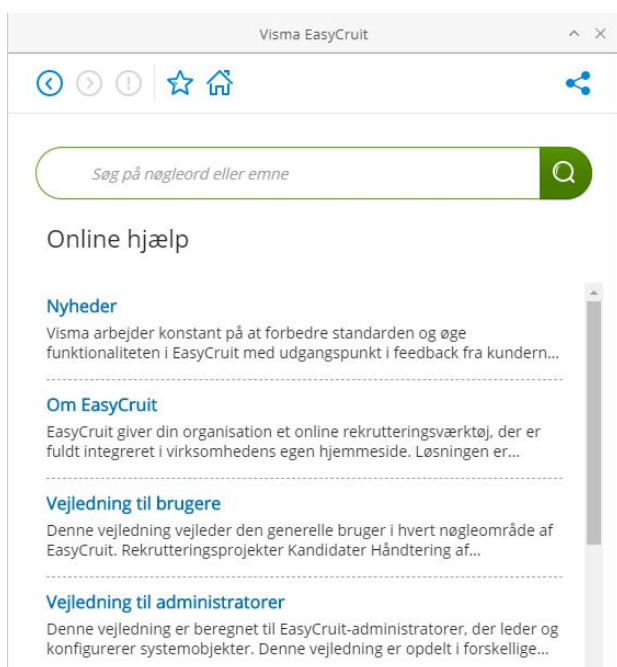 Visma EasyCruit
Søg på nøgleord eller emne
Online hjælp
Nyheder
Visma arbejder konstant på at forbedre standarden og øge
funktionaliteten i EasyCruit med udgangspunkt i feedback fra kundern...
Om EasyCruit
EasyCruit giver din organisation et online rekrutteringsværktøj, der er
fuldt integreret i virksomhedens egen hjemmeside. Løsningen er...
Vejledning til brugere
Denne vejledning vejleder den generelle bruger i hvert nøgleområde af
EasyCruit. Rekrutteringsprojekter Kandidater Håndtering af...
Vejledning til administratorer
Denne vejledning er beregnet til EasyCruit-administratorer, der leder og
konfigurerer systemobjekter. Denne vejledning er opdelt i forskellige...